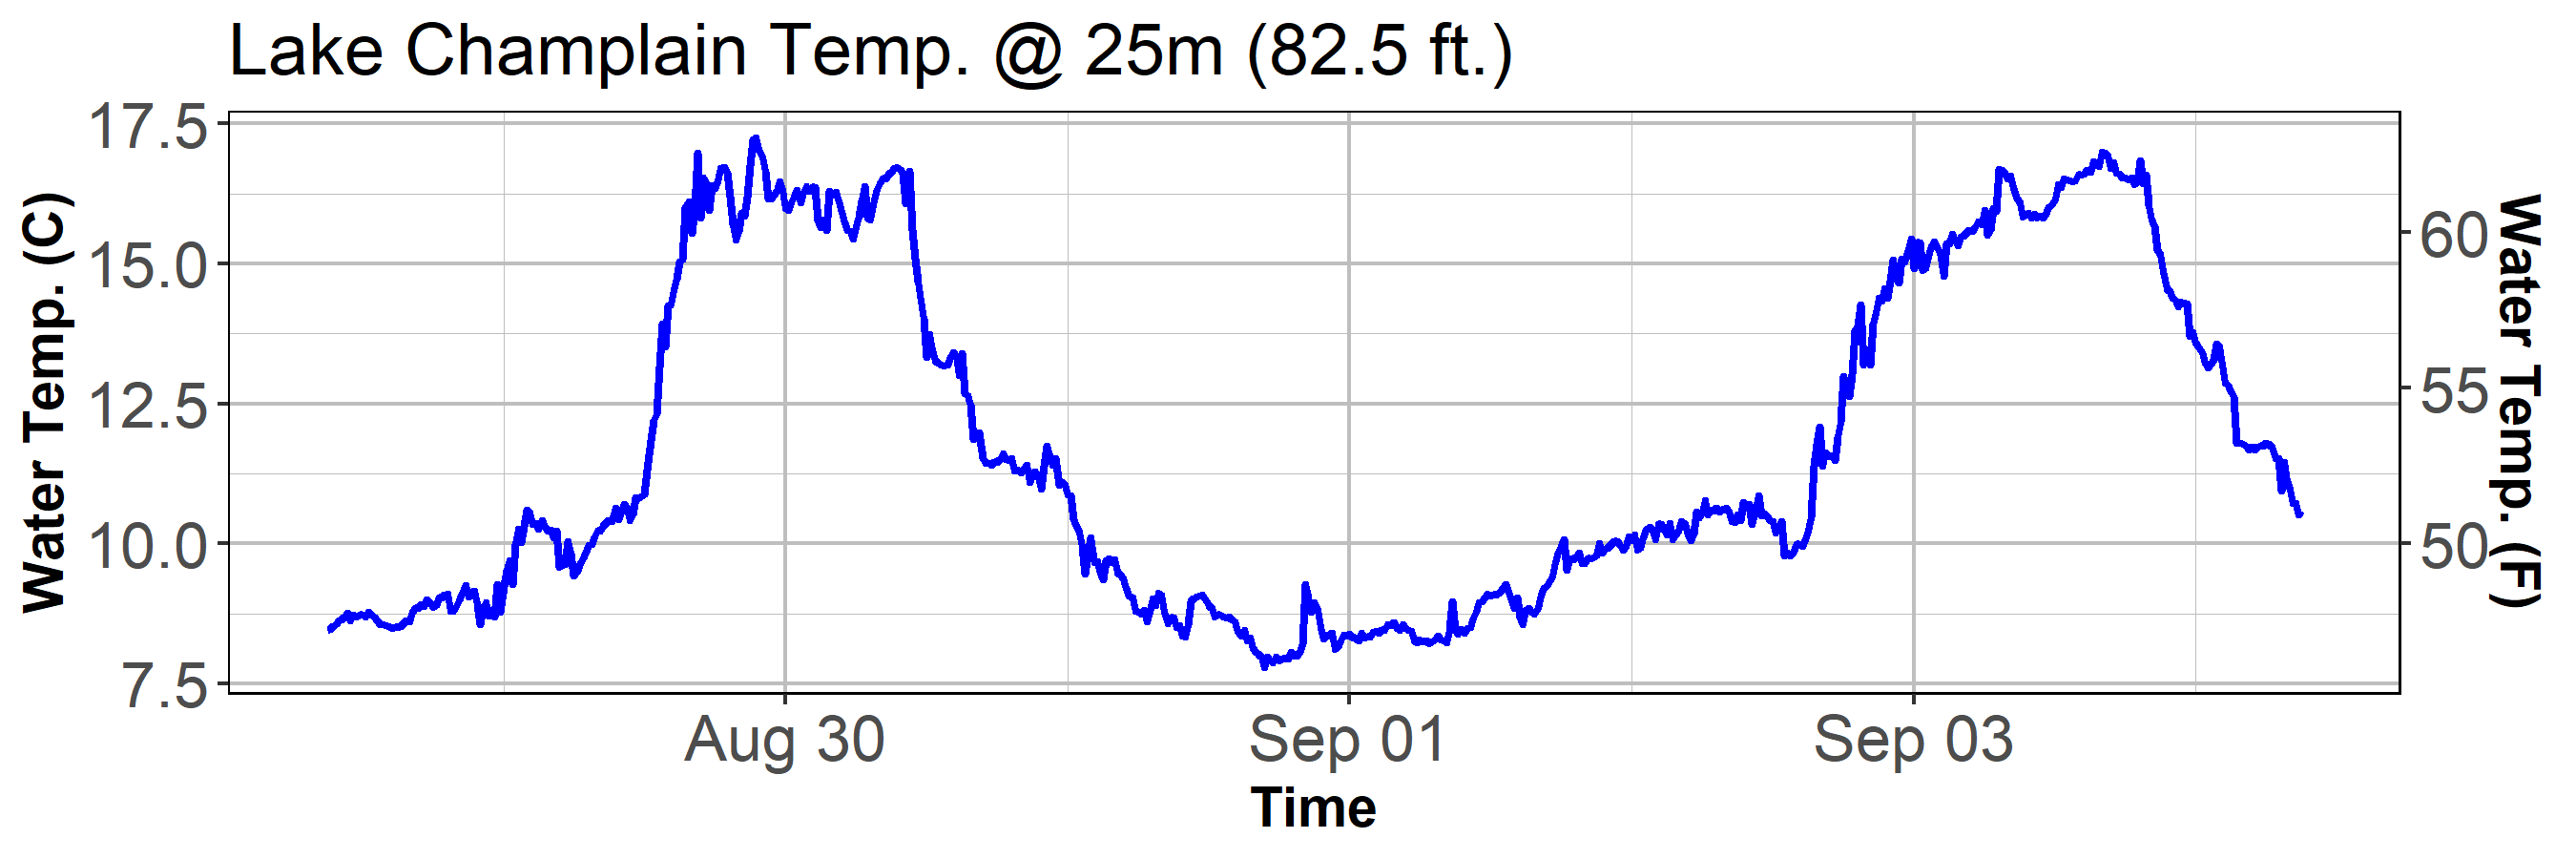 Lake Champlain Temp. @ 25m (82.5 ft.)
Water Temp. (C)
17.5
15.0
12.5
10.0
7.5
60
55
50
Water Temp. (F)
Aug 30
Sep 01
Sep 03
Time